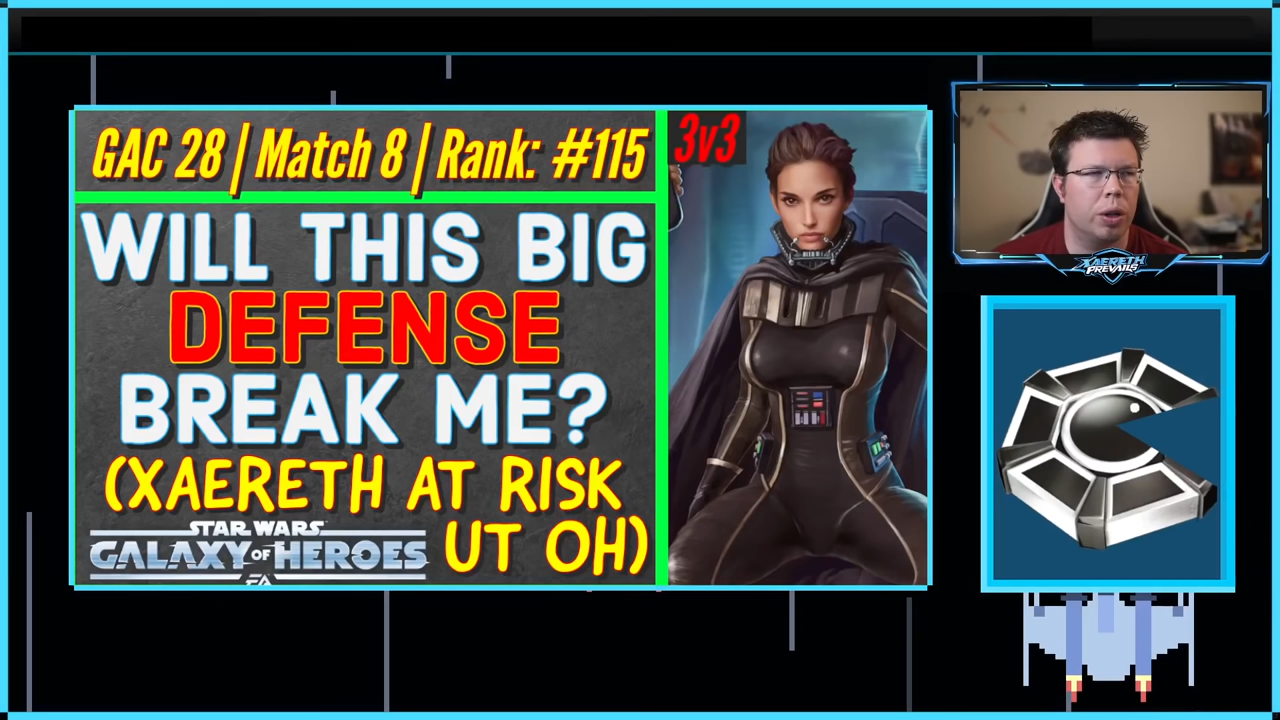 GAC 28 | Match 8 | Rank: #115
3v3
WILL THIS BIG
DEFENSE
BREAK ME?
(XAERETH AT RISK
UT OH)
STAR WARS
GALAXY OF HEROES
EA
XAERETH
PREVAILS